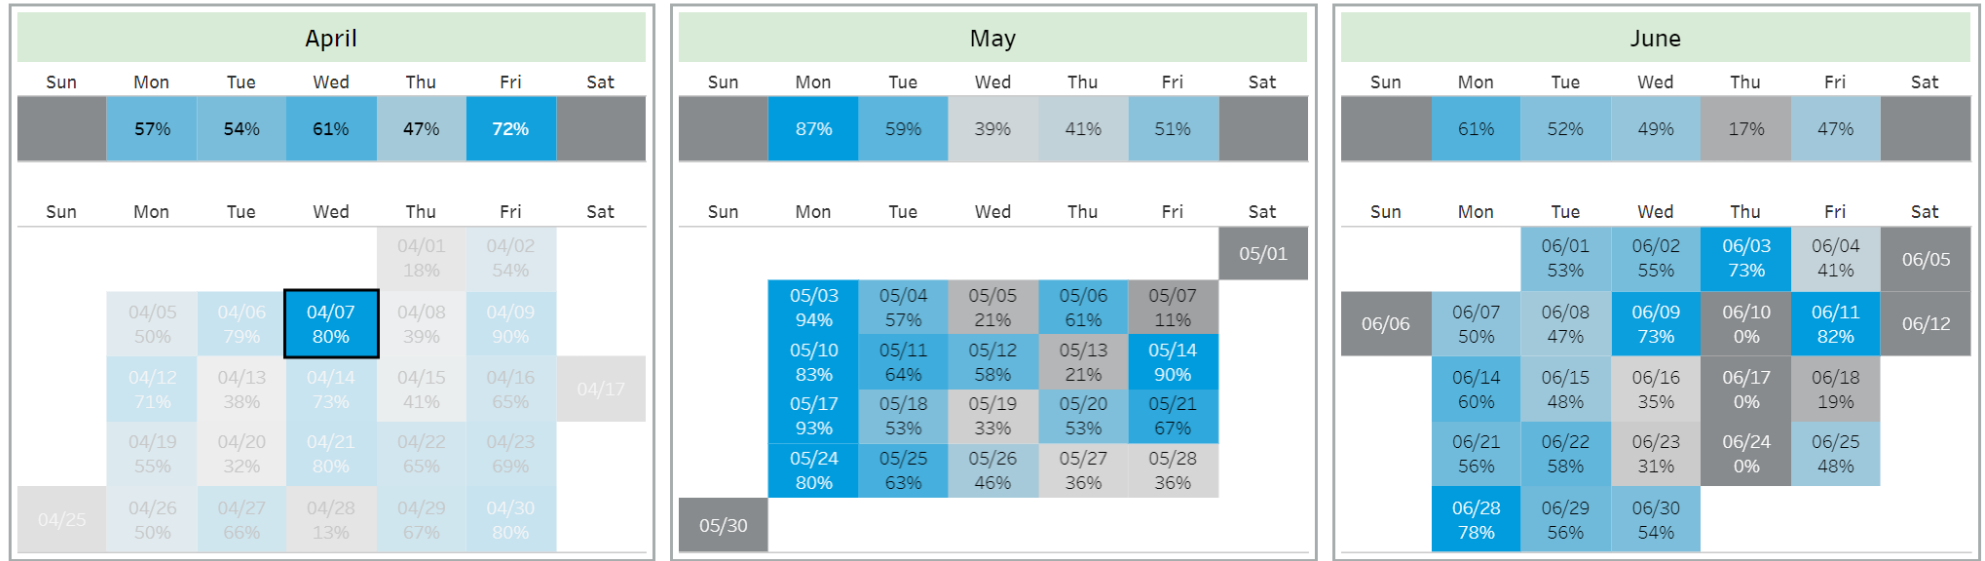 April
Sun Mon Tue Wed Thu Fri Sat
57% 54% 61% 47% 72%
Sun Mon Tue Wed Thu Fri Sat
04/01 04/02
18% 54%
04/05 04/06 04/07 04/08 04/09
50% 79% 80% 39% 90%
04/12 04/13 04/14 04/15 04/16 04/17
71% 38% 73% 41% 65%
04/19 04/20 04/21 04/22 04/23
55% 32% 80% 65% 69%
04/25 04/26 04/27 04/28 04/29 04/30
50% 66% 13% 67% 80%
May
Sun Mon Tue Wed Thu Fri Sat
87% 59% 39% 41% 51%
Sun Mon Tue Wed Thu Fri Sat
05/01
05/03 05/04 05/05 05/06 05/07
94% 57% 21% 61% 11%
05/10 05/11 05/12 05/13 05/14
83% 64% 58% 21% 90%
05/17 05/18 05/19 05/20 05/21
93% 53% 33% 53% 67%
05/24 05/25 05/26 05/27 05/28
80% 63% 46% 36% 36%
05/30
June
Sun Mon Tue Wed Thu Fri Sat
61% 52% 49% 17% 47%
Sun Mon Tue Wed Thu Fri Sat
06/01 06/02 06/03 06/04 06/05
53% 55% 73% 41%
06/06 06/07 06/08 06/09 06/10 06/11 06/12
50% 47% 73% 0% 82%
06/14 06/15 06/16 06/17 06/18
60% 48% 35% 0% 19%
06/21 06/22 06/23 06/24 06/25
56% 58% 31% 0% 48%
06/28 06/29 06/30
78% 56% 54%